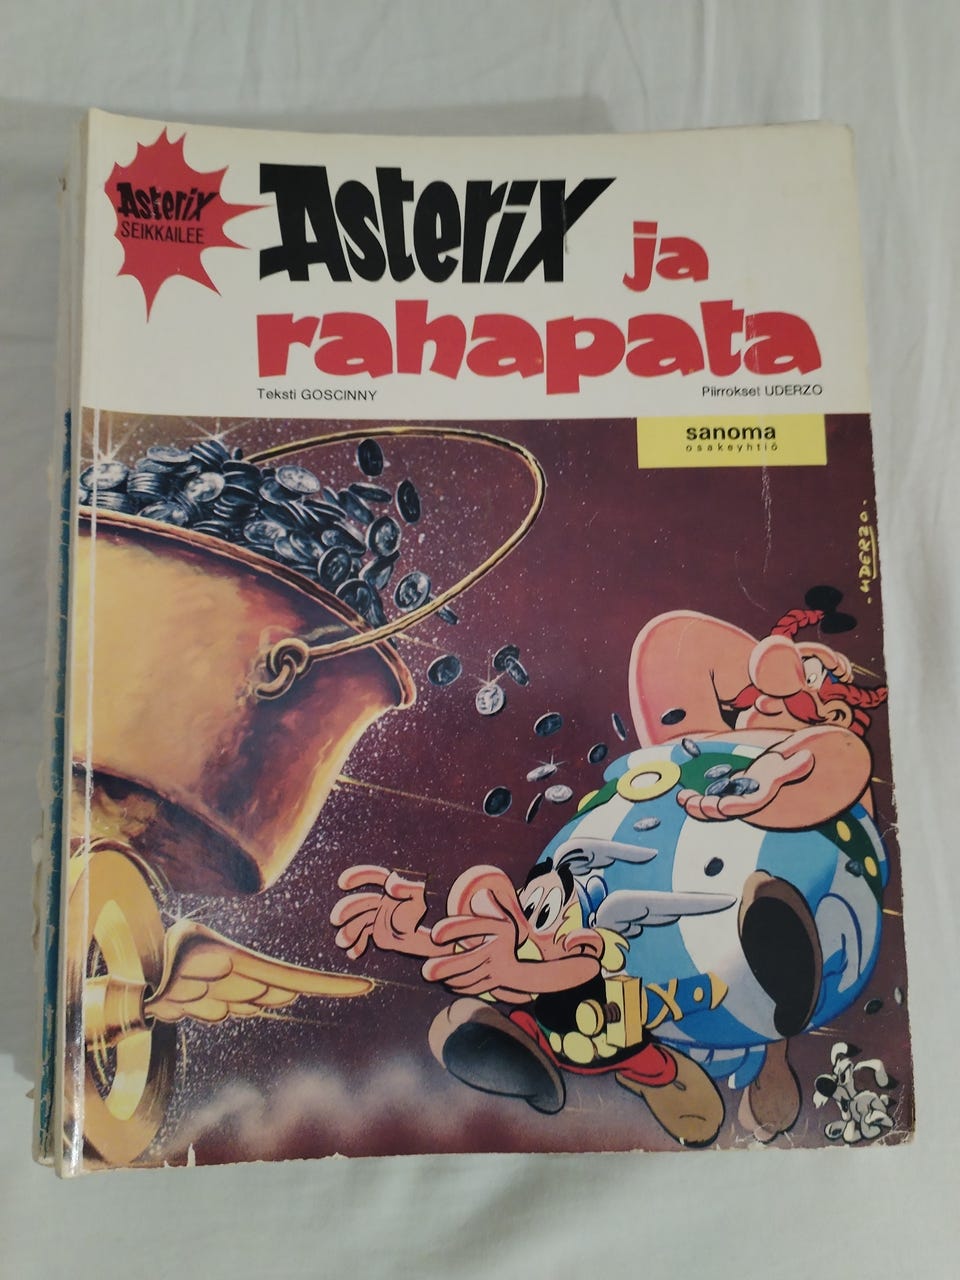 Asterix
SEIKKAILEE
Asterix ja
rahapata
Teksti GOSCINNY
Piirrokset UDERZO
sanoma
osakeyhtiö
UDERZO